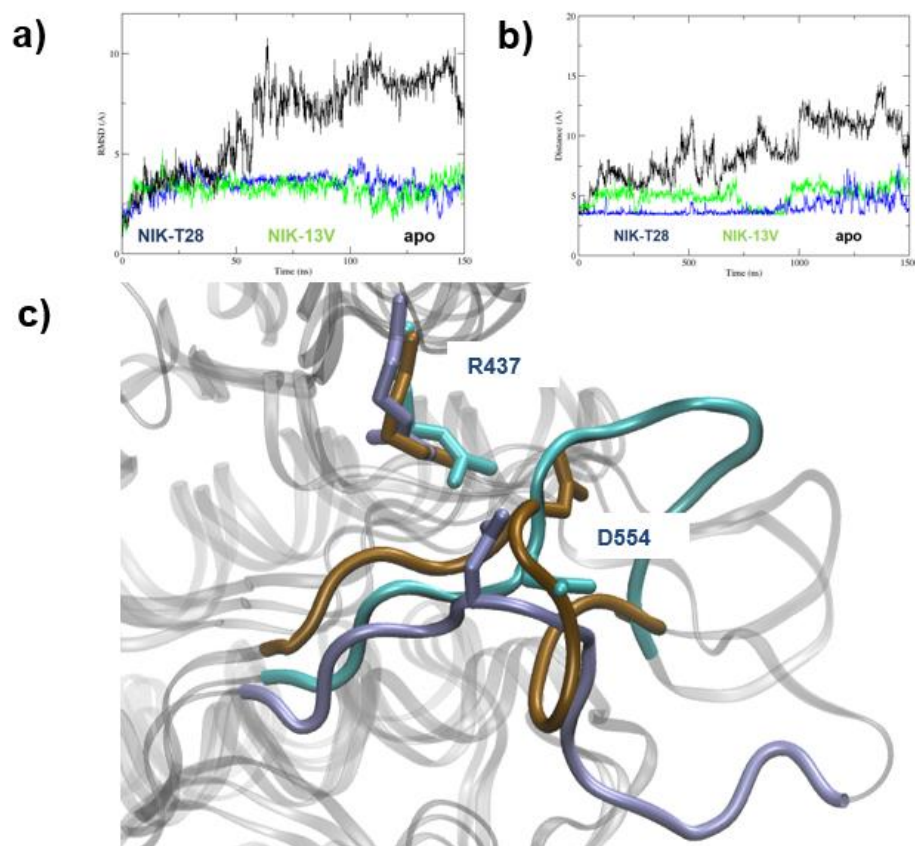 a)
RMSD (A)
10
5
0
NIK-T28 NIK-13V apo
0 50 100 150
Time (ns)
b)
Distance (A)
20
15
10
5
0
NIK-T28 NIK-13V apo
0 500 1000 1500
Time (ns)
c)
R437
D554